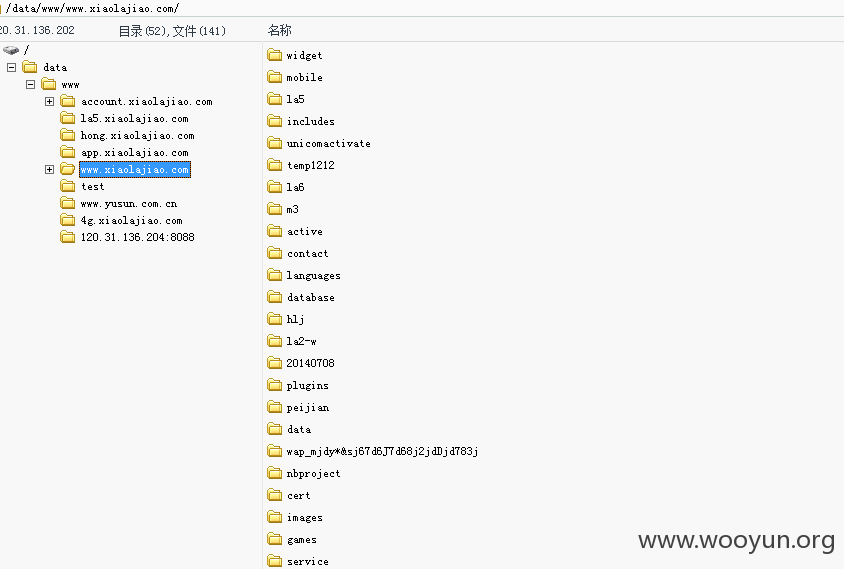 /data/www/www.xiaolajiao.com/
20.31.136.202 目录(52),文件(141) 名称
/
data
www
account.xiaolajiao.com
la5.xiaolajiao.com
hong.xiaolajiao.com
app.xiaolajiao.com
www.xiaolajiao.com
test
www.yusun.com.cn
4g.xiaolajiao.com
120.31.136.204:8088
widget
mobile
la5
includes
unicomactivate
temp1212
la6
m3
active
contact
languages
database
hlj
la2-w
20140708
plugins
peijian
data
wap_mjdy*&sj67d6J7d68j2jdDjd783j
nbproject
cert
images
games
service
www.wooyun.org